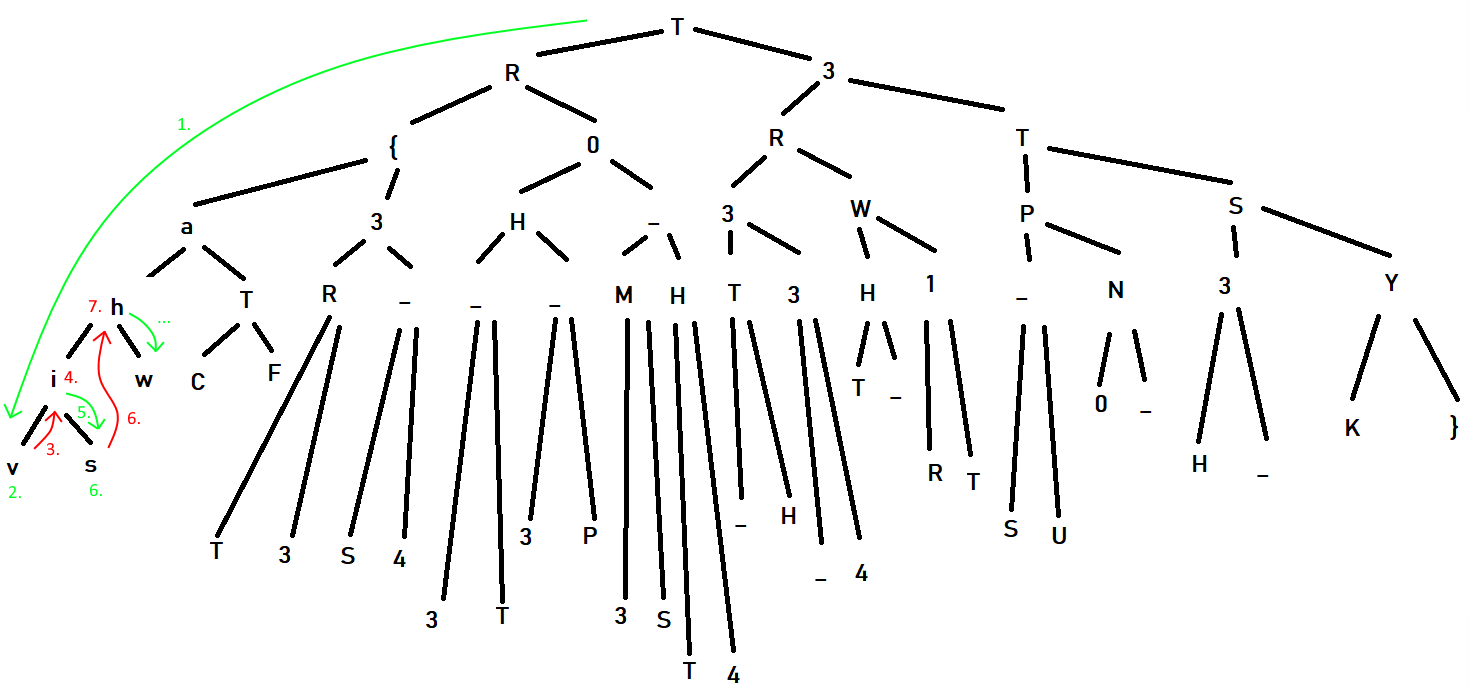 T
R 3
{ 0 R T
1.
a 3 H _ 3 W P S
7. h ... T R _ _ _ M H T 3 H 1 _ N 3 Y
i 4. w C F T _ 0 _
5. 6. K }
v 3. s R T H _
2. 6.
T 3 S 4 3 P _ H S U
_ 4
3 T 3 S
T 4